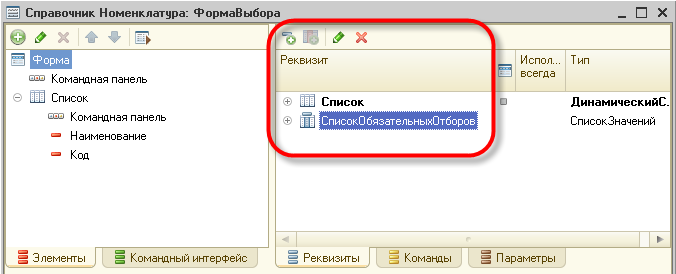 Справочник Номенклатура: ФормаВыбора
Форма
Командная панель
Список
Командная панель
Наименование
Код
Элементы
Командный интерфейс
Реквизит
Испол...
всегда
Тип
Список
ДинамическийС.
СписокОбязательныхОтборов
СписокЗначений
Реквизиты
Команды
Параметры